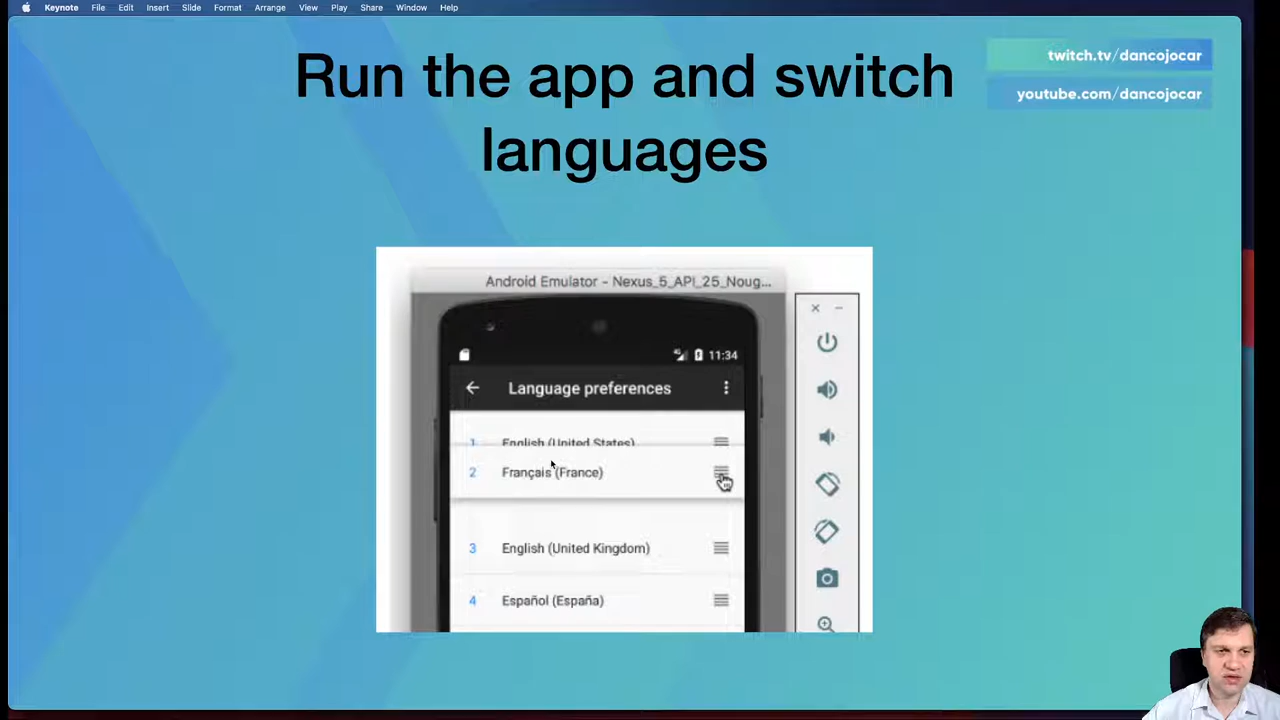 Keynote File Edit Insert Slide Format Arrange View Play Share Window Help
Run the app and switch
languages
twitch.tv/dancojocar
youtube.com/dancojocar
Android Emulator - Nexus_5_API_25_Noug...
11:34
Language preferences
1 English (United States)
2 Français (France)
3 English (United Kingdom)
4 Español (España)